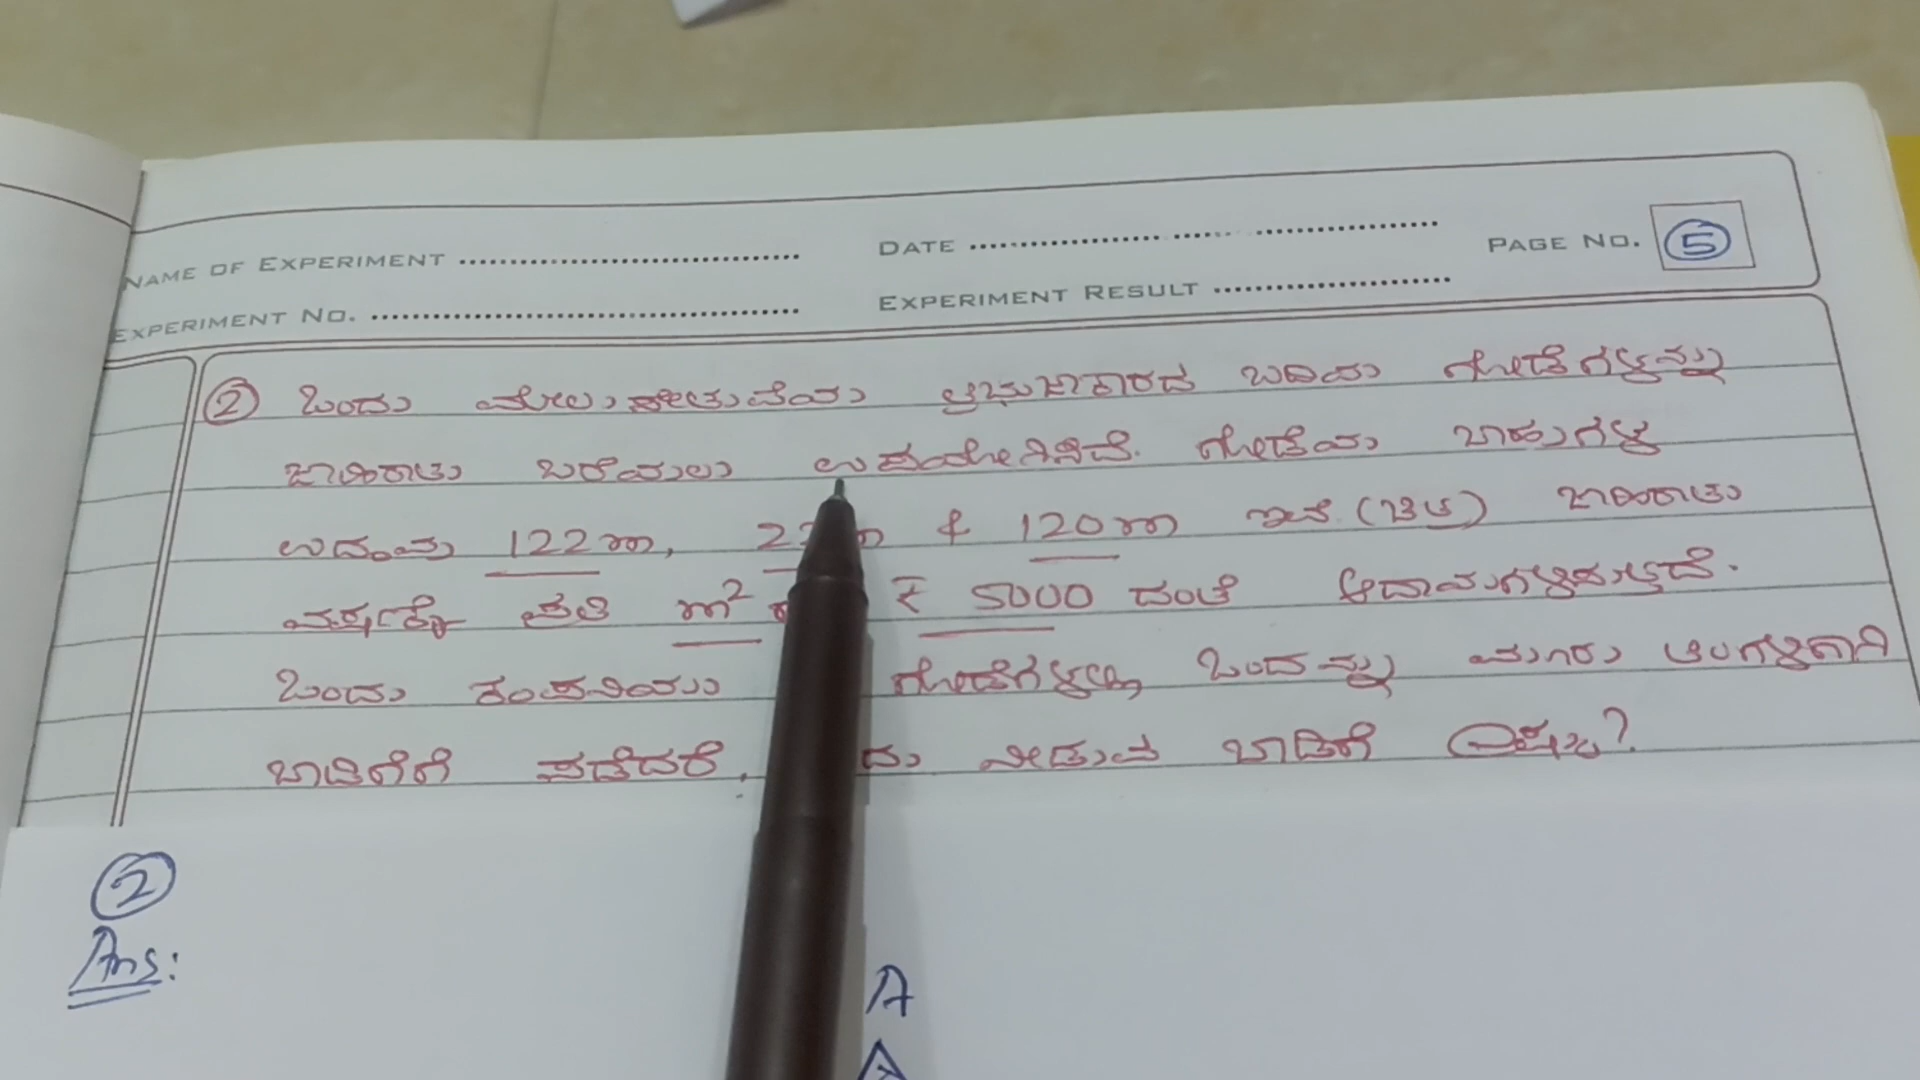 NAME OF EXPERIMENT
DATE
PAGE NO. 5
EXPERIMENT NO.
EXPERIMENT RESULT
2 ಒಂದು ಮೇಲು ಸೇತುವೆಯ ತ್ರಿಭುಜಾಕಾರದ ಬದಿಯ ಗೋಡೆಗಳನ್ನು
ಜಾಹಿರಾತು ಬರೆಯಲು ಉಪಯೋಗಿಸಿದೆ. ಗೋಡೆಯ ಬಾಹುಗಳ
ಉದ್ದವು 122m, & 120m ಇವೆ (ಚಿತ್ರ) ಜಾಹಿರಾತು
ವರ್ಷಕ್ಕೆ ಪ್ರತಿ m² ₹ 5000 ದಂತೆ ಆದಾಯಗಳಿಸುತ್ತದೆ.
ಒಂದು ಕಂಪನಿಯು ಗೋಡೆಗಳಲ್ಲಿ ಒಂದನ್ನು ಮೂರು ತಿಂಗಳಿಗಾಗಿ
ಬಾಡಿಗೆಗೆ ಪಡೆದರೆ, ದು ನೀಡುವ ಬಾಡಿಗೆ ಎಷ್ಟು?
2
Ans:
A